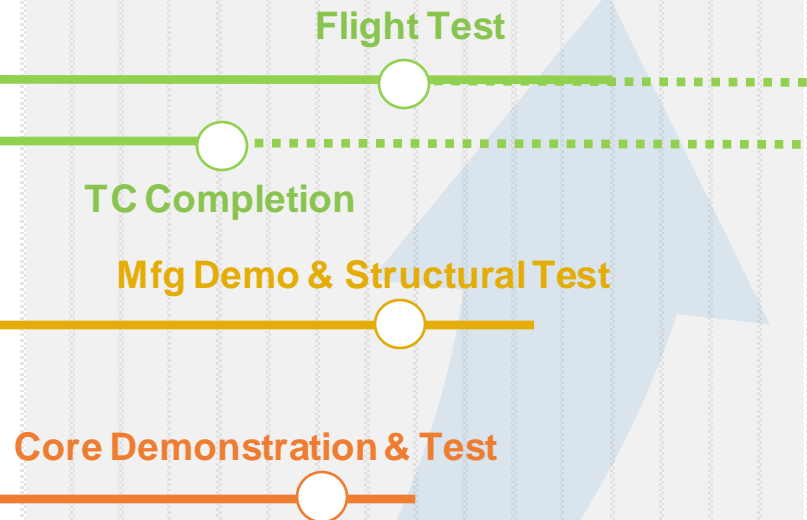 Flight Test
TC Completion
Mfg Demo & Structural Test
Core Demonstration & Test